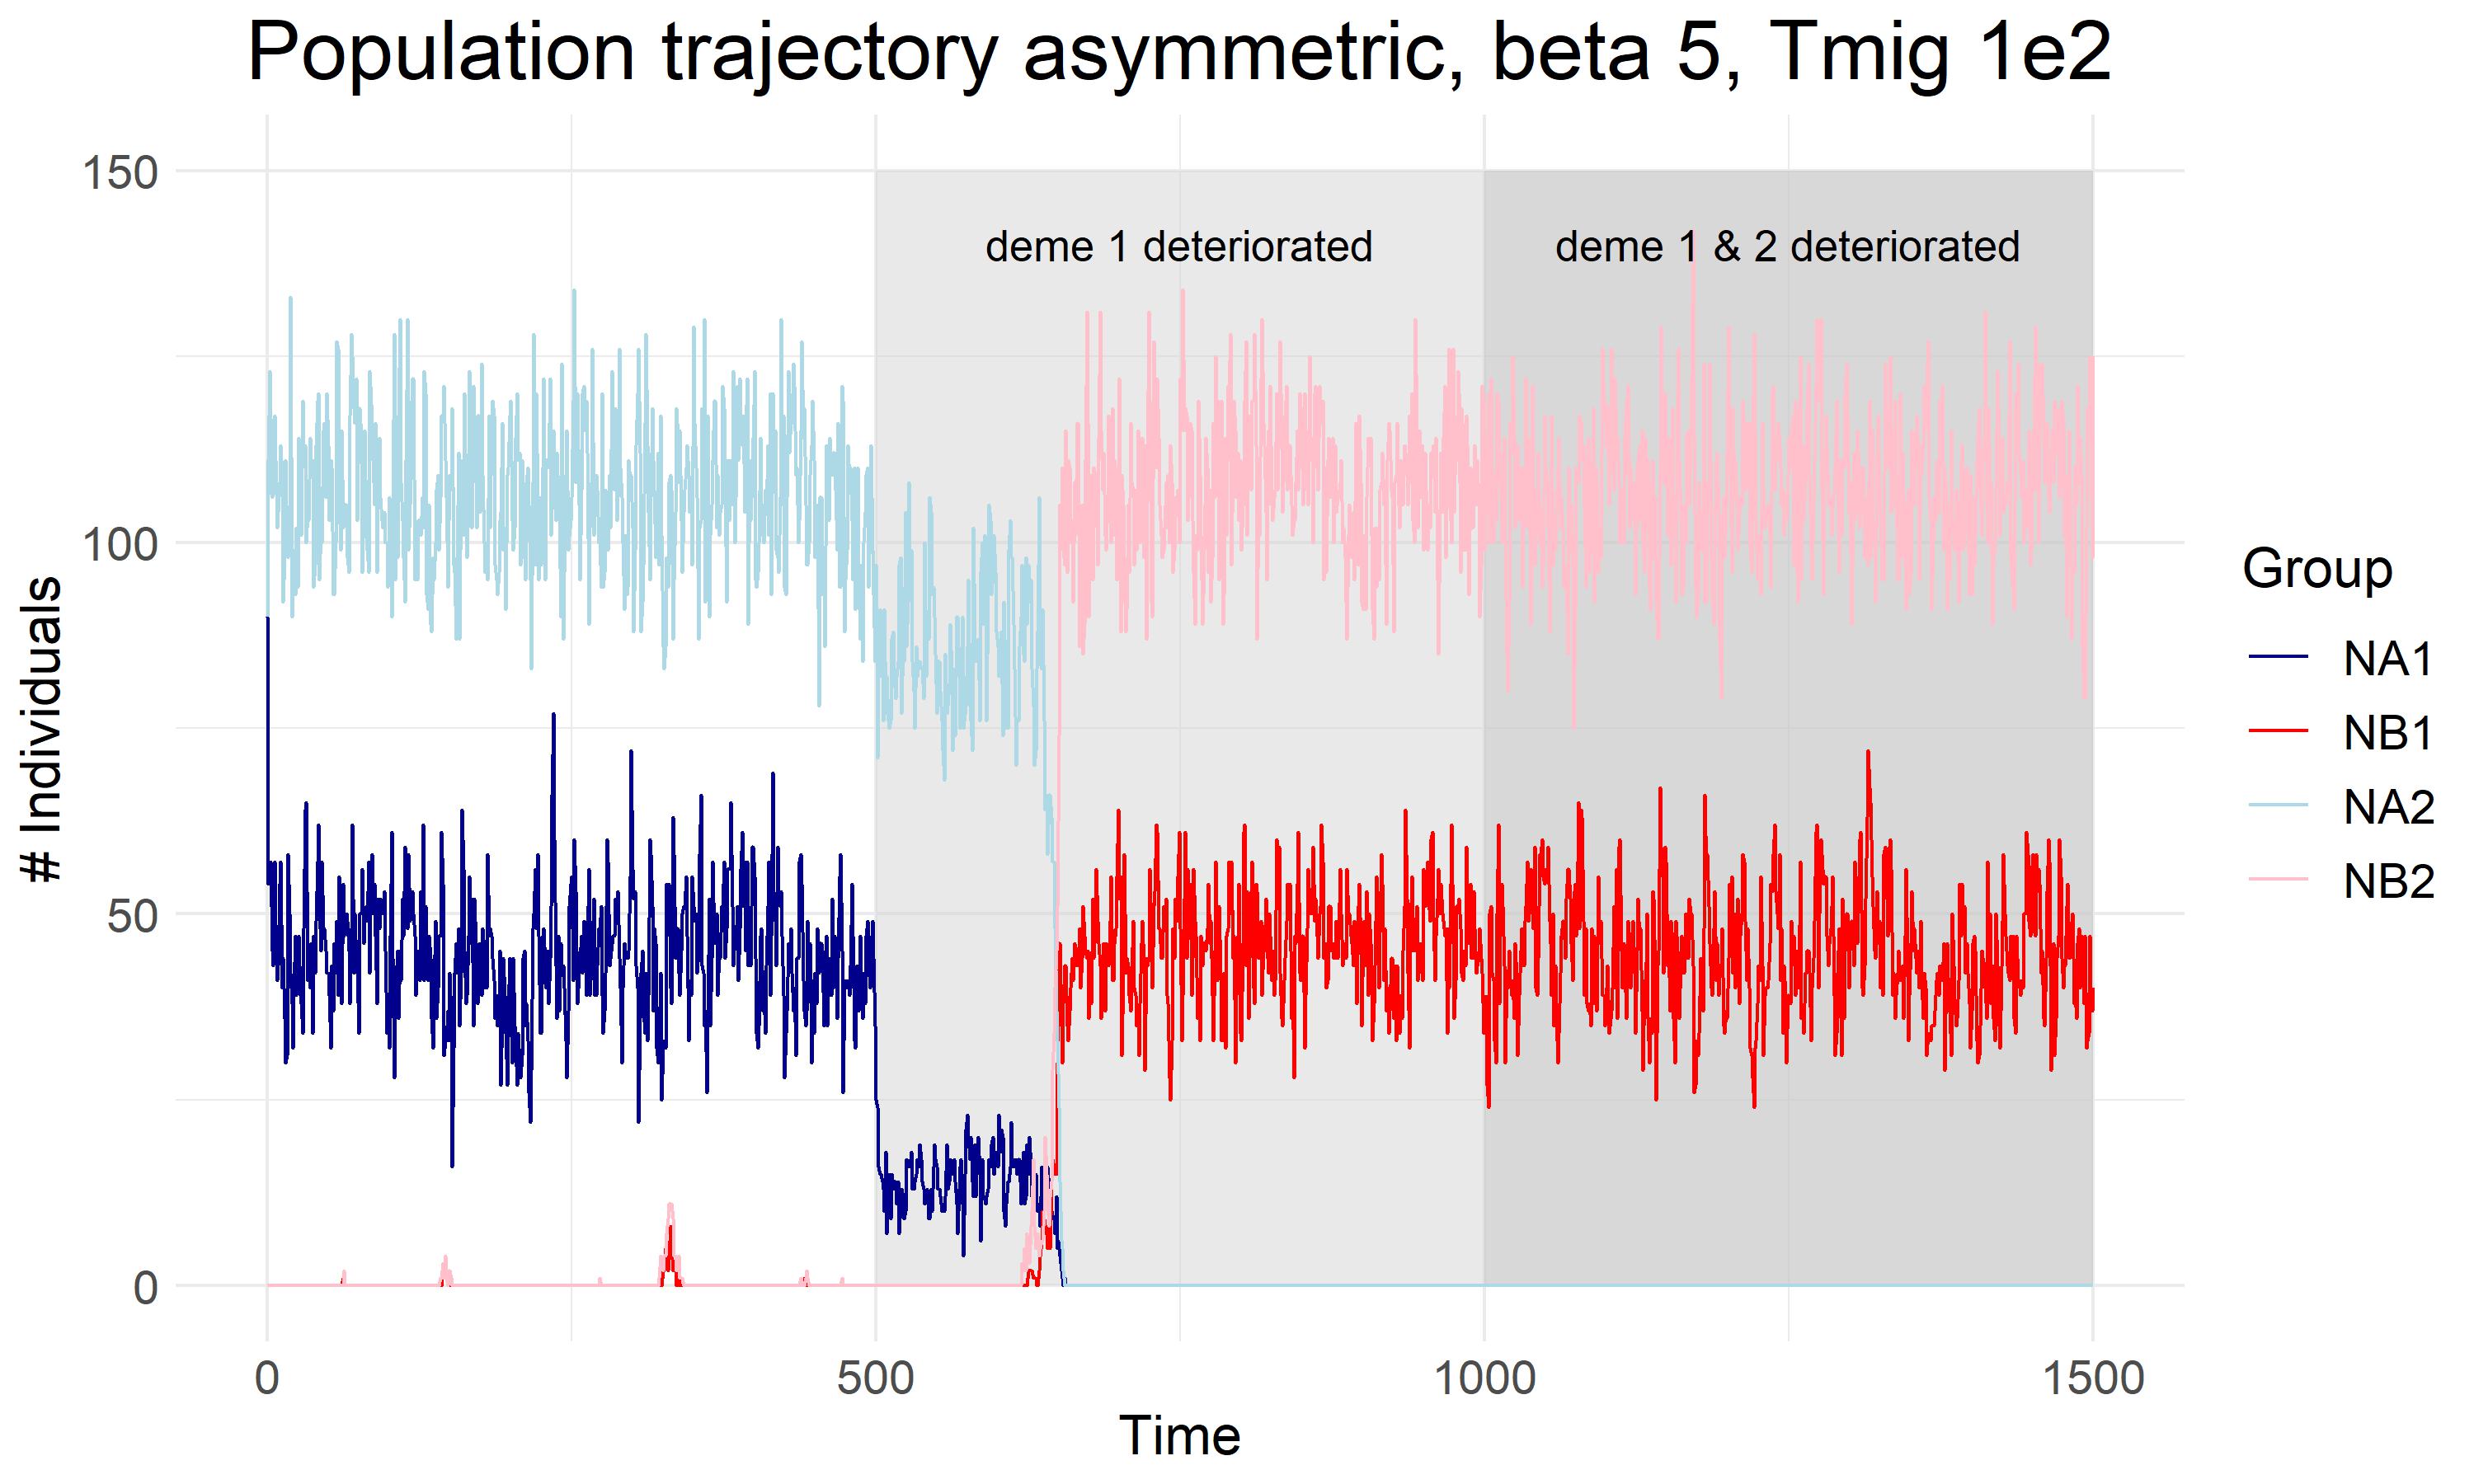 Population trajectory asymmetric, beta 5, Tmig 1e2
150
100
50
0
# Individuals
deme 1 deteriorated
deme 1 & 2 deteriorated
0
500
1000
1500
Time
Group
NA1
NB1
NA2
NB2